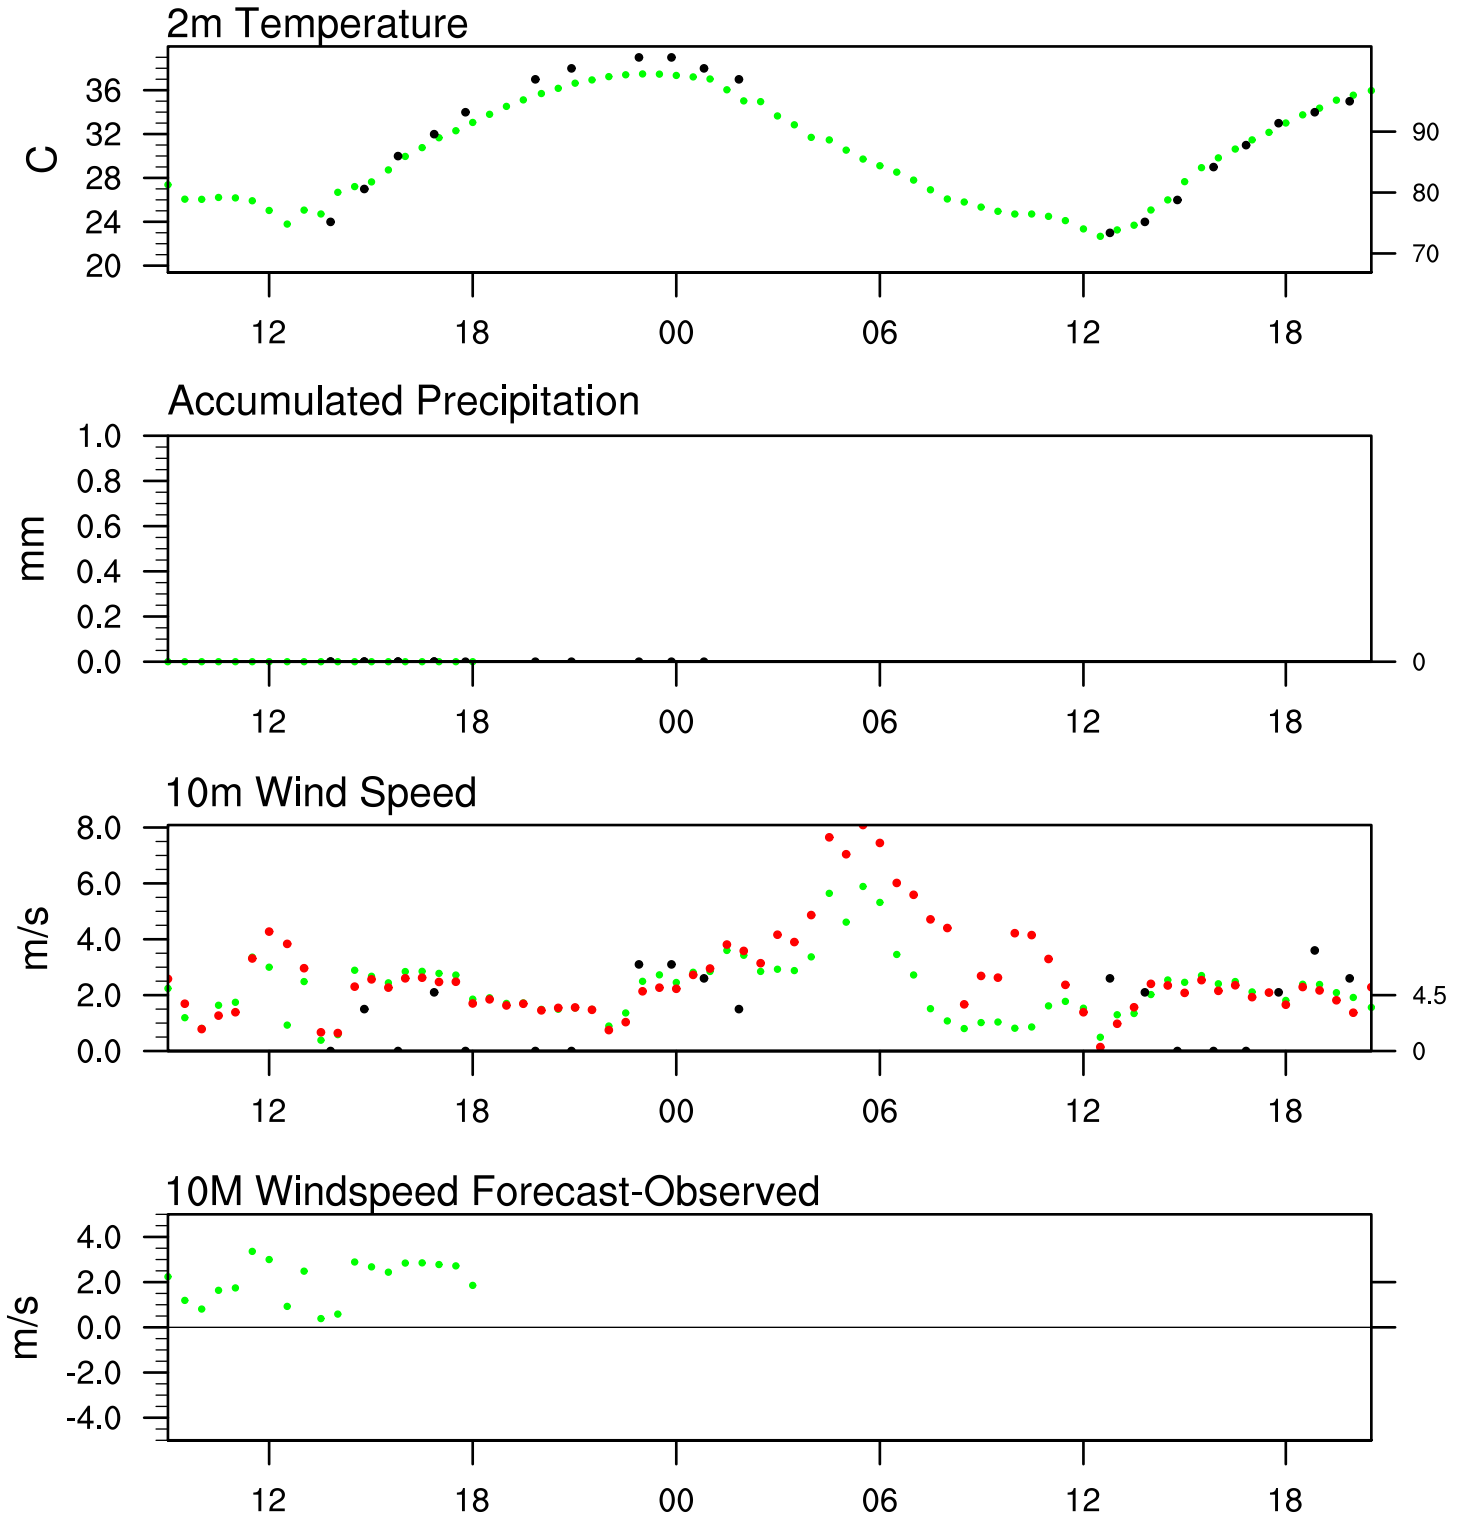 2m Temperature
C
36
32
28
24
20
90
80
70
12 18 00 06 12 18
Accumulated Precipitation
mm
1.0
0.8
0.6
0.4
0.2
0.0
0
12 18 00 06 12 18
10m Wind Speed
m/s
8.0
6.0
4.0
2.0
0.0
4.5
0
12 18 00 06 12 18
10M Windspeed Forecast-Observed
m/s
4.0
2.0
0.0
-2.0
-4.0
12 18 00 06 12 18